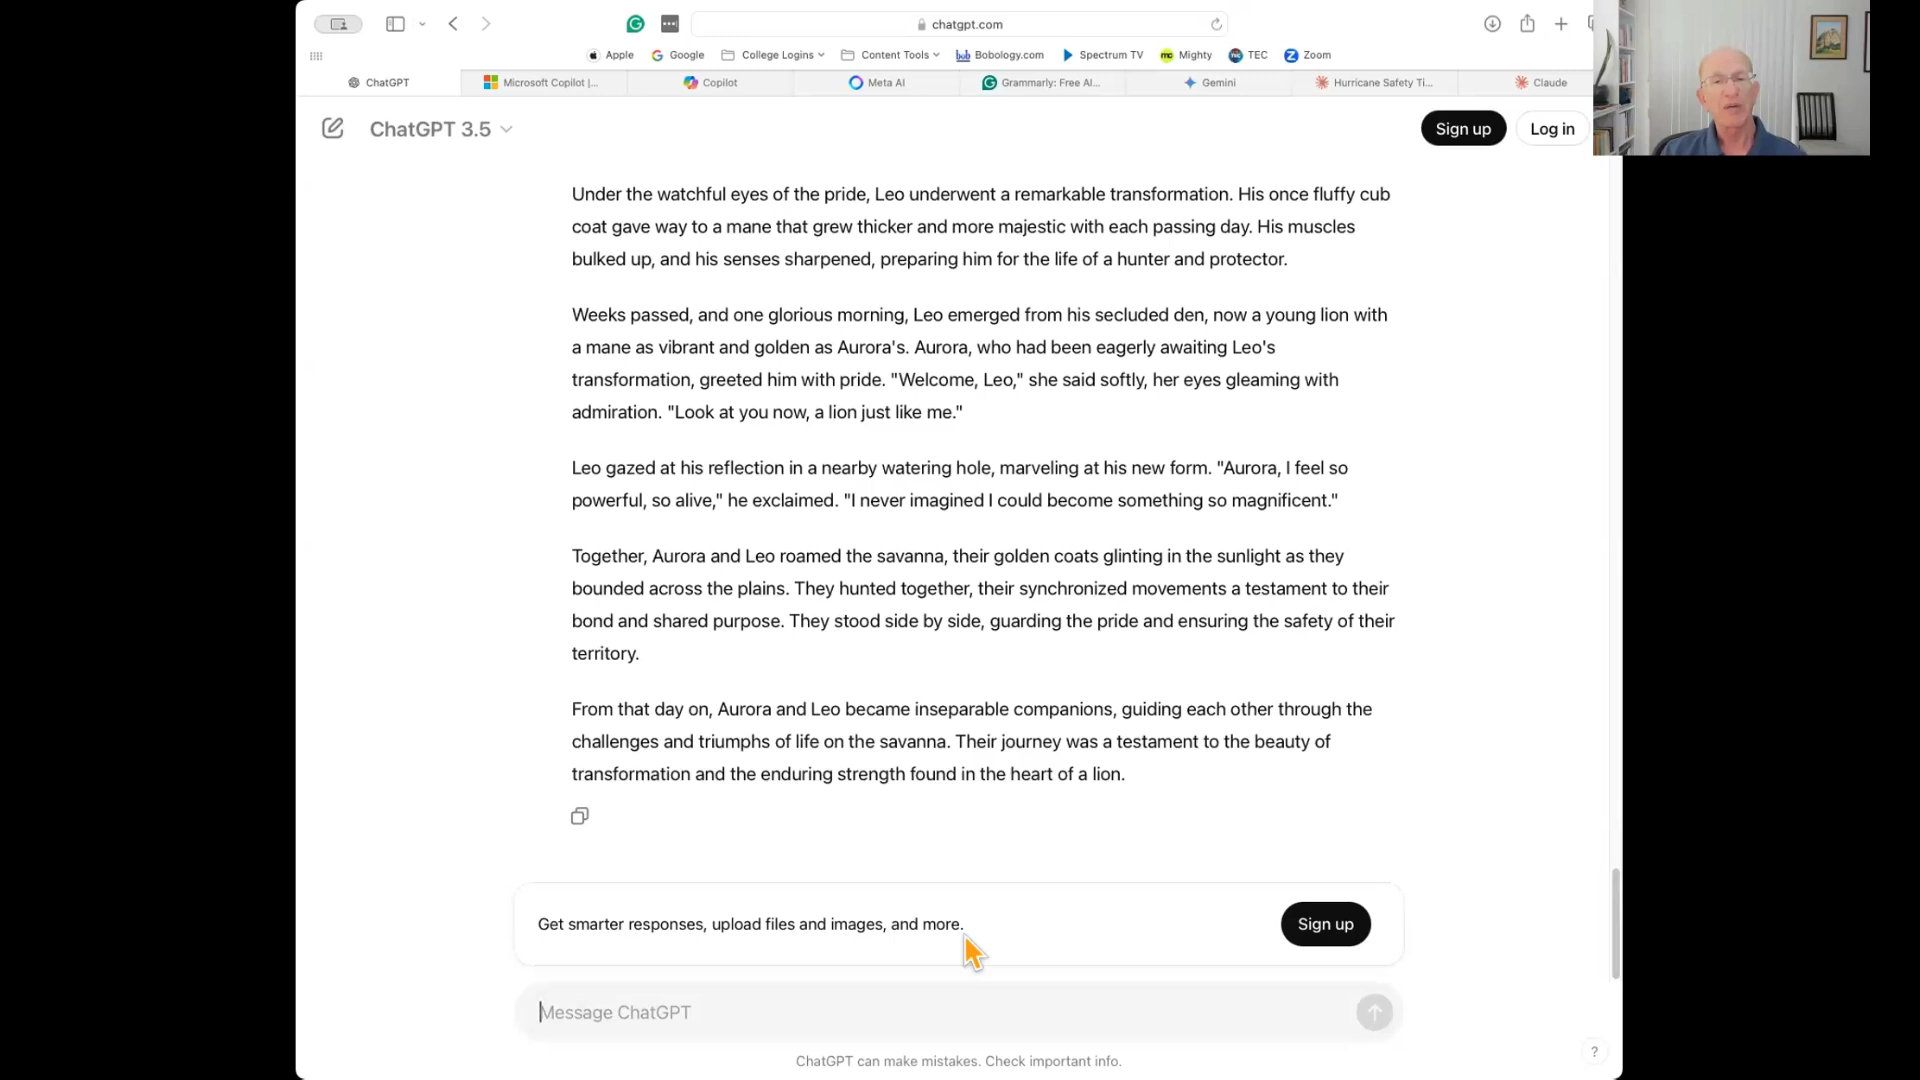 chatgpt.com
Apple
Google
College Logins
Content Tools
bob Bobology.com
Spectrum TV
Mighty
TEC
Zoom
ChatGPT
Microsoft Copilot |...
Copilot
Meta AI
Grammarly: Free AI...
Gemini
Hurricane Safety Ti...
Claude
ChatGPT 3.5
Sign up
Log in
Under the watchful eyes of the pride, Leo underwent a remarkable transformation. His once fluffy cub
coat gave way to a mane that grew thicker and more majestic with each passing day. His muscles
bulked up, and his senses sharpened, preparing him for the life of a hunter and protector.
Weeks passed, and one glorious morning, Leo emerged from his secluded den, now a young lion with
a mane as vibrant and golden as Aurora's. Aurora, who had been eagerly awaiting Leo's
transformation, greeted him with pride. "Welcome, Leo," she said softly, her eyes gleaming with
admiration. "Look at you now, a lion just like me."
Leo gazed at his reflection in a nearby watering hole, marveling at his new form. "Aurora, I feel so
powerful, so alive," he exclaimed. "I never imagined I could become something so magnificent."
Together, Aurora and Leo roamed the savanna, their golden coats glinting in the sunlight as they
bounded across the plains. They hunted together, their synchronized movements a testament to their
bond and shared purpose. They stood side by side, guarding the pride and ensuring the safety of their
territory.
From that day on, Aurora and Leo became inseparable companions, guiding each other through the
challenges and triumphs of life on the savanna. Their journey was a testament to the beauty of
transformation and the enduring strength found in the heart of a lion.
Get smarter responses, upload files and images, and more.
Sign up
Message ChatGPT
ChatGPT can make mistakes. Check important info.
?